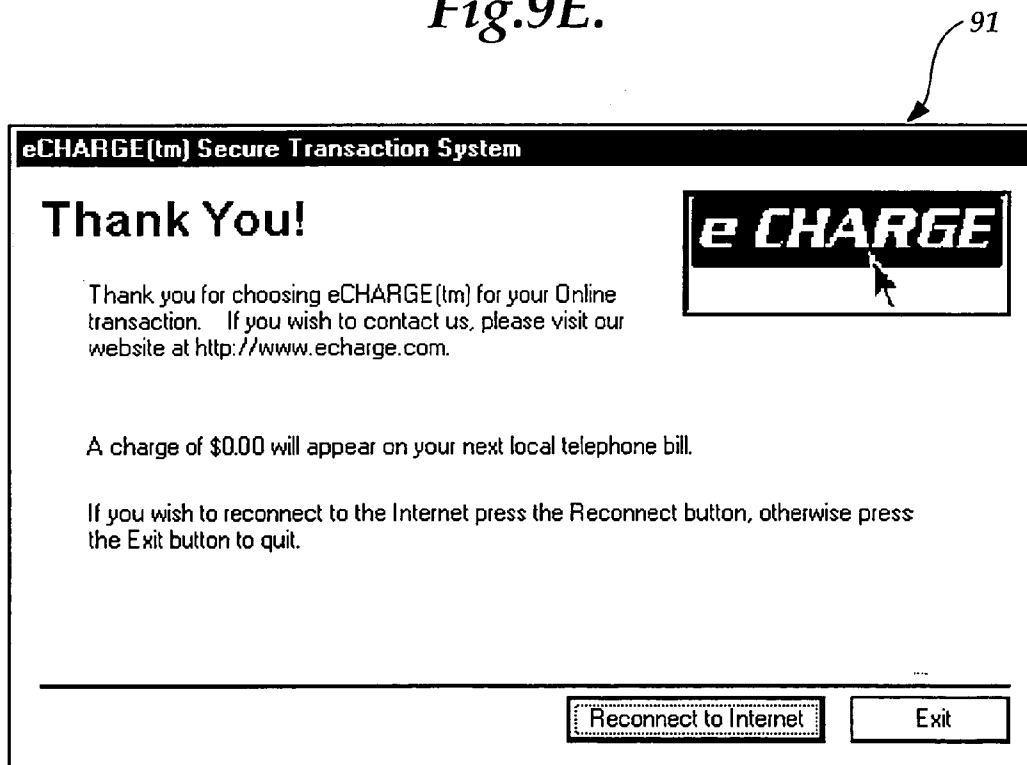 Fig.9E.
91
eCHARGE(tm) Secure Transaction System
Thank You!
e CHARGE
Thank you for choosing eCHARGE(tm) for your Online
transaction. If you wish to contact us, please visit our
website at http://www.echarge.com.
A charge of $0.00 will appear on your next local telephone bill.
If you wish to reconnect to the Internet press the Reconnect button, otherwise press
the Exit button to quit.
Reconnect to Internet
Exit